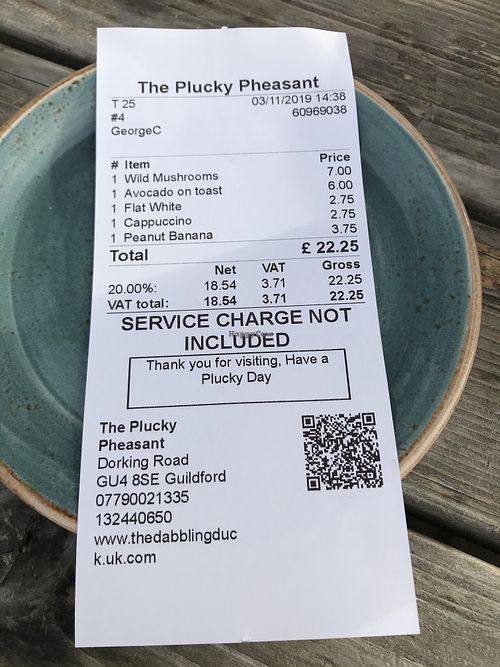 The Plucky Pheasant
T 25 03/11/2019 14:38
#4 60969038
GeorgeC
# Item Price
1 Wild Mushrooms 7.00
1 Avocado on toast 6.00
1 Flat White 2.75
1 Cappuccino 2.75
1 Peanut Banana 3.75
Total £ 22.25
Net VAT Gross
20.00%: 18.54 3.71 22.25
VAT total: 18.54 3.71 22.25
SERVICE CHARGE NOT
INCLUDED
HappyCow
Thank you for visiting, Have a
Plucky Day
The Plucky
Pheasant
Dorking Road
GU4 8SE Guildford
07790021335
132440650
www.thedabblingduc
k.uk.com